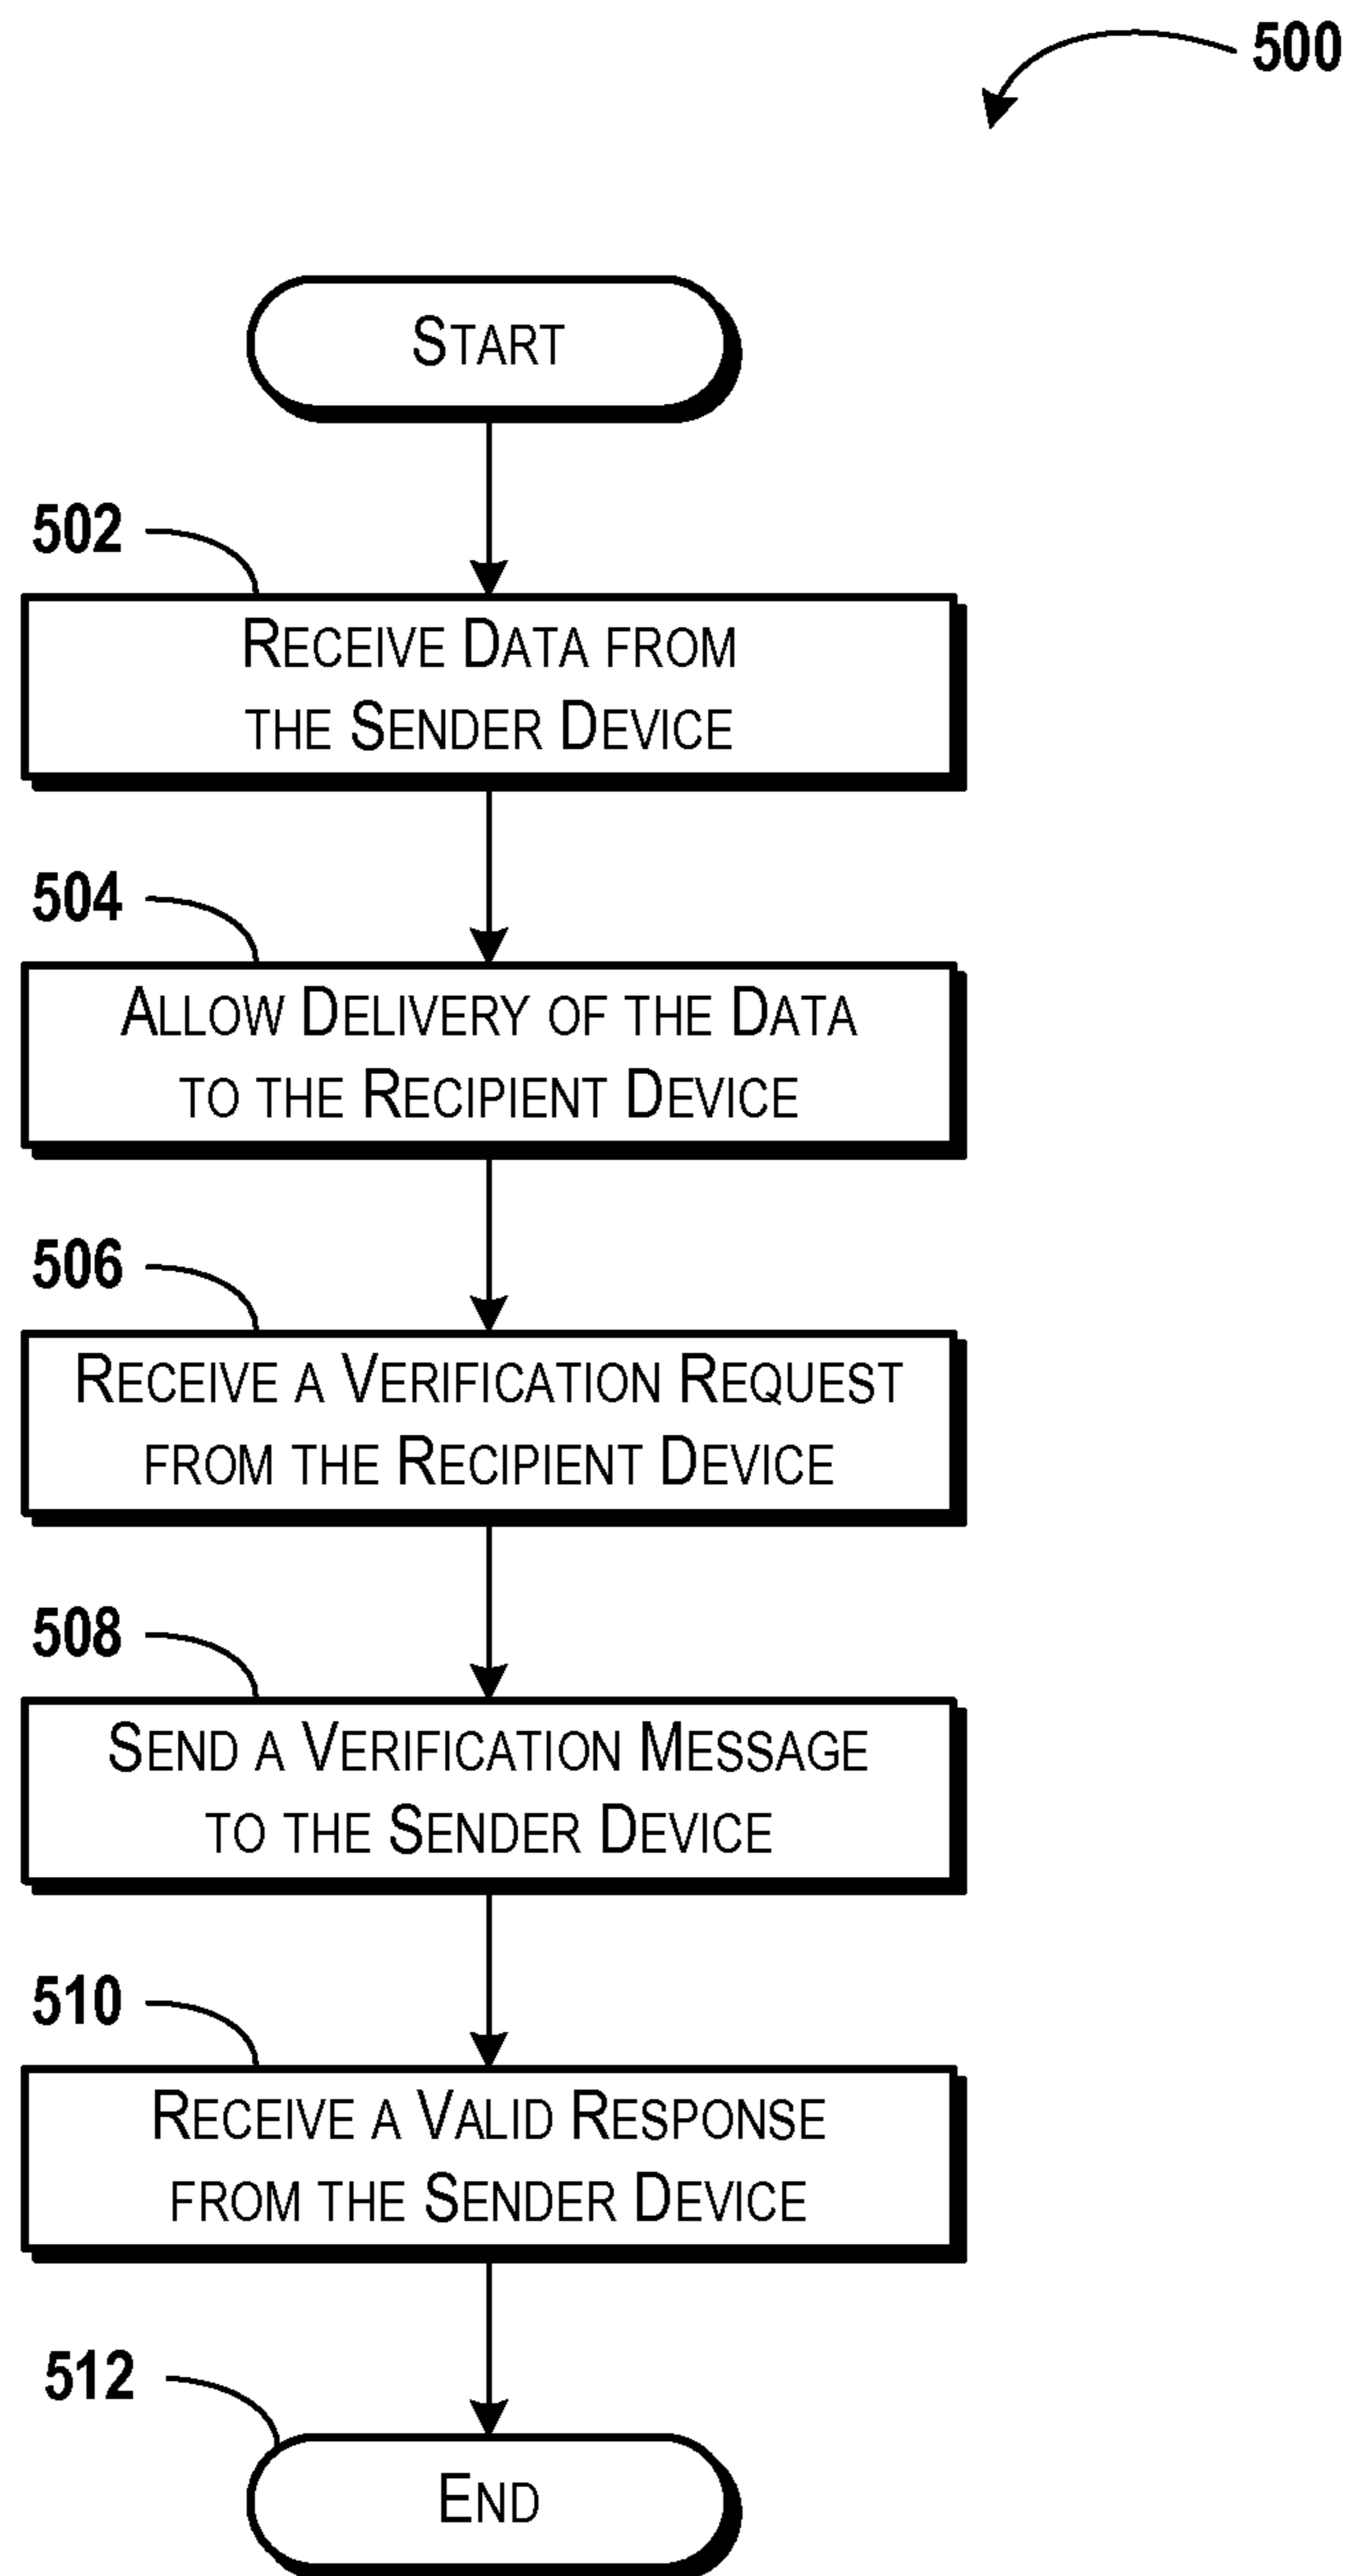 500
START
502
RECEIVE DATA FROM
THE SENDER DEVICE
504
ALLOW DELIVERY OF THE DATA
TO THE RECIPIENT DEVICE
506
RECEIVE A VERIFICATION REQUEST
FROM THE RECIPIENT DEVICE
508
SEND A VERIFICATION MESSAGE
TO THE SENDER DEVICE
510
RECEIVE A VALID RESPONSE
FROM THE SENDER DEVICE
512
END